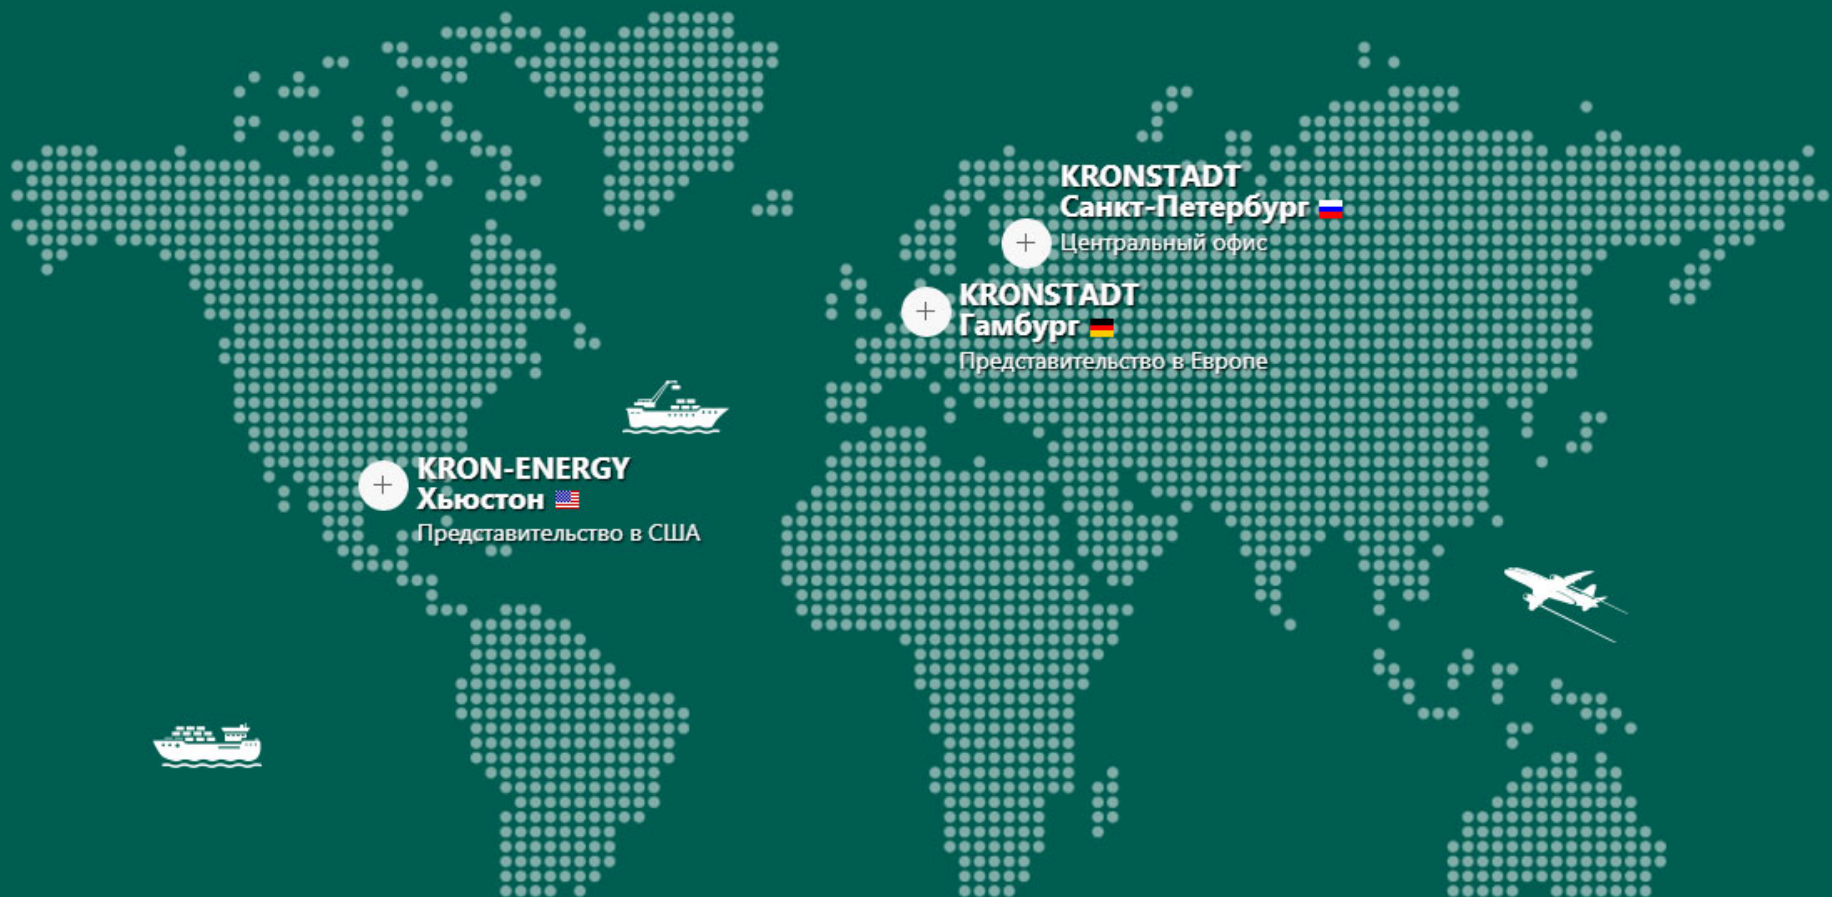 KRONSTADT
Санкт-Петербург
Центральный офис
KRONSTADT
Гамбург
Представительство в Европе
KRON-ENERGY
Хьюстон
Представительство в США